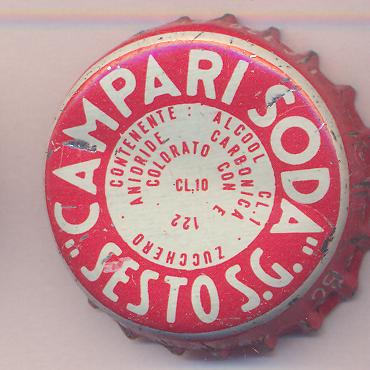 "CAMPARI SODA"
SESTO S.G.
CONTENENTE: ALCOOL CL.1
ZUCCHERO · ANIDRIDE CARBONICA
COLORATO CON E 122
CL.10